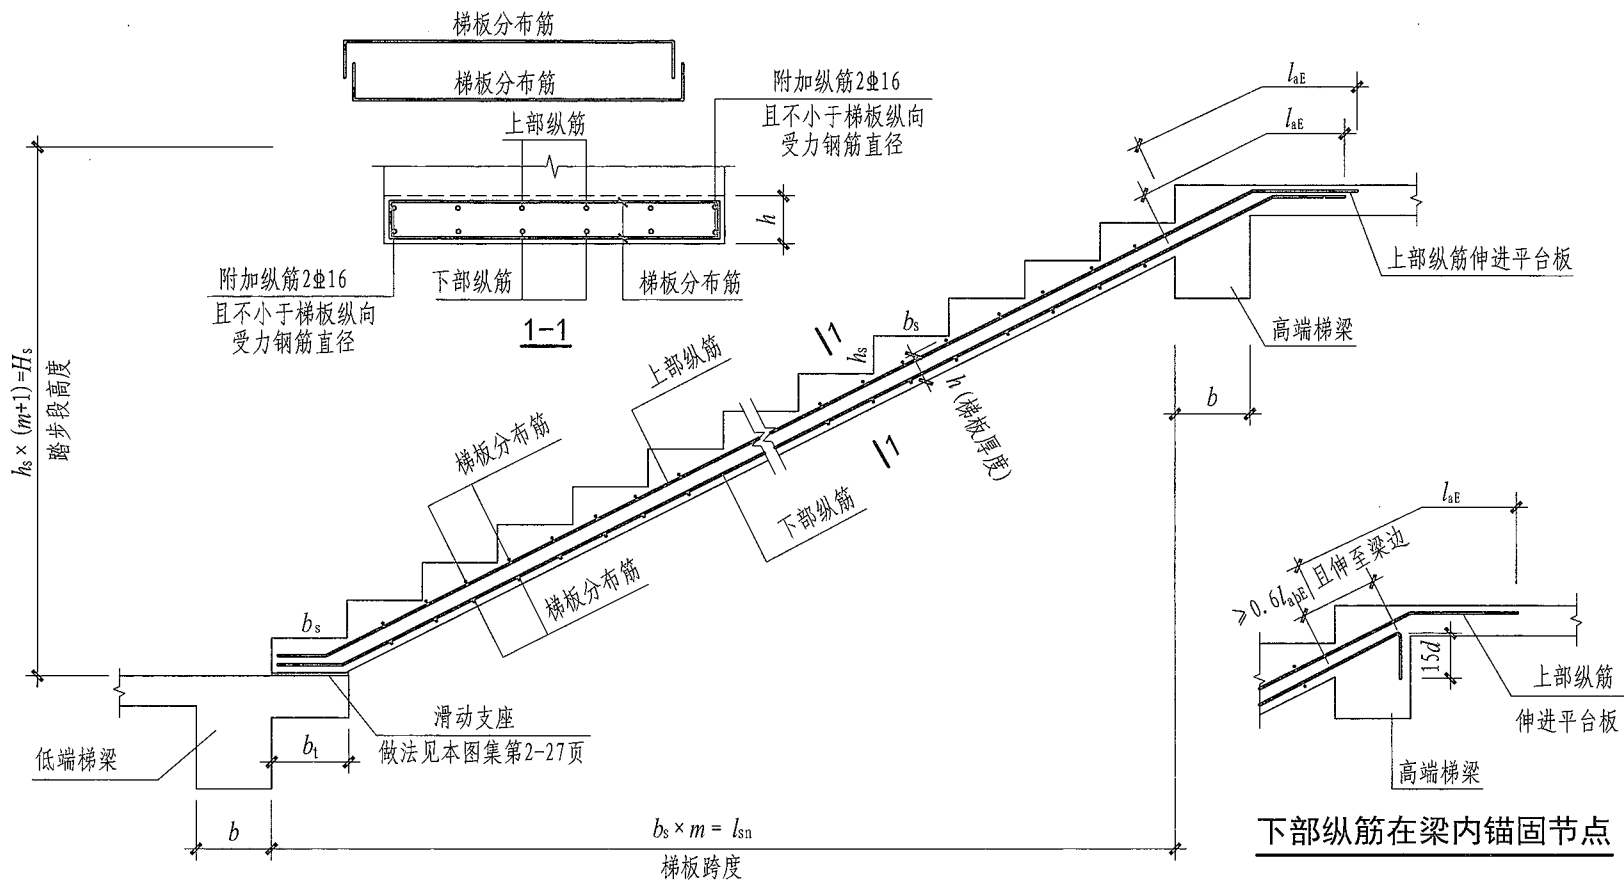 梯板分布筋
梯板分布筋
上部纵筋
附加纵筋2⌀16
且不小于梯板纵向
受力钢筋直径
h
附加纵筋2⌀16
且不小于梯板纵向
受力钢筋直径
下部纵筋
梯板分布筋
1-1
laE
laE
上部纵筋伸进平台板
高端梯梁
b
hs×(m+1)=Hs
踏步段高度
bs
hs
1
1
h(梯板厚度)
上部纵筋
梯板分布筋
下部纵筋
梯板分布筋
bs
滑动支座
做法见本图集第2-27页
低端梯梁
bt
b
bs×m=lsn
梯板跨度
laE
≥0.6labE
且伸至梁边
15d
上部纵筋
伸进平台板
高端梯梁
下部纵筋在梁内锚固节点